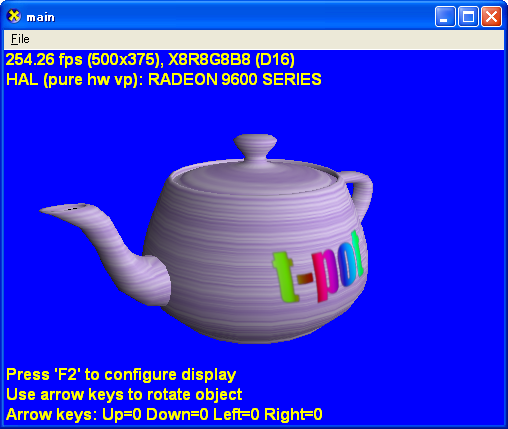 main
File
254.26 fps (500x375), X8R8G8B8 (D16)
HAL (pure hw vp): RADEON 9600 SERIES
t-pot
Press 'F2' to configure display
Use arrow keys to rotate object
Arrow keys: Up=0 Down=0 Left=0 Right=0